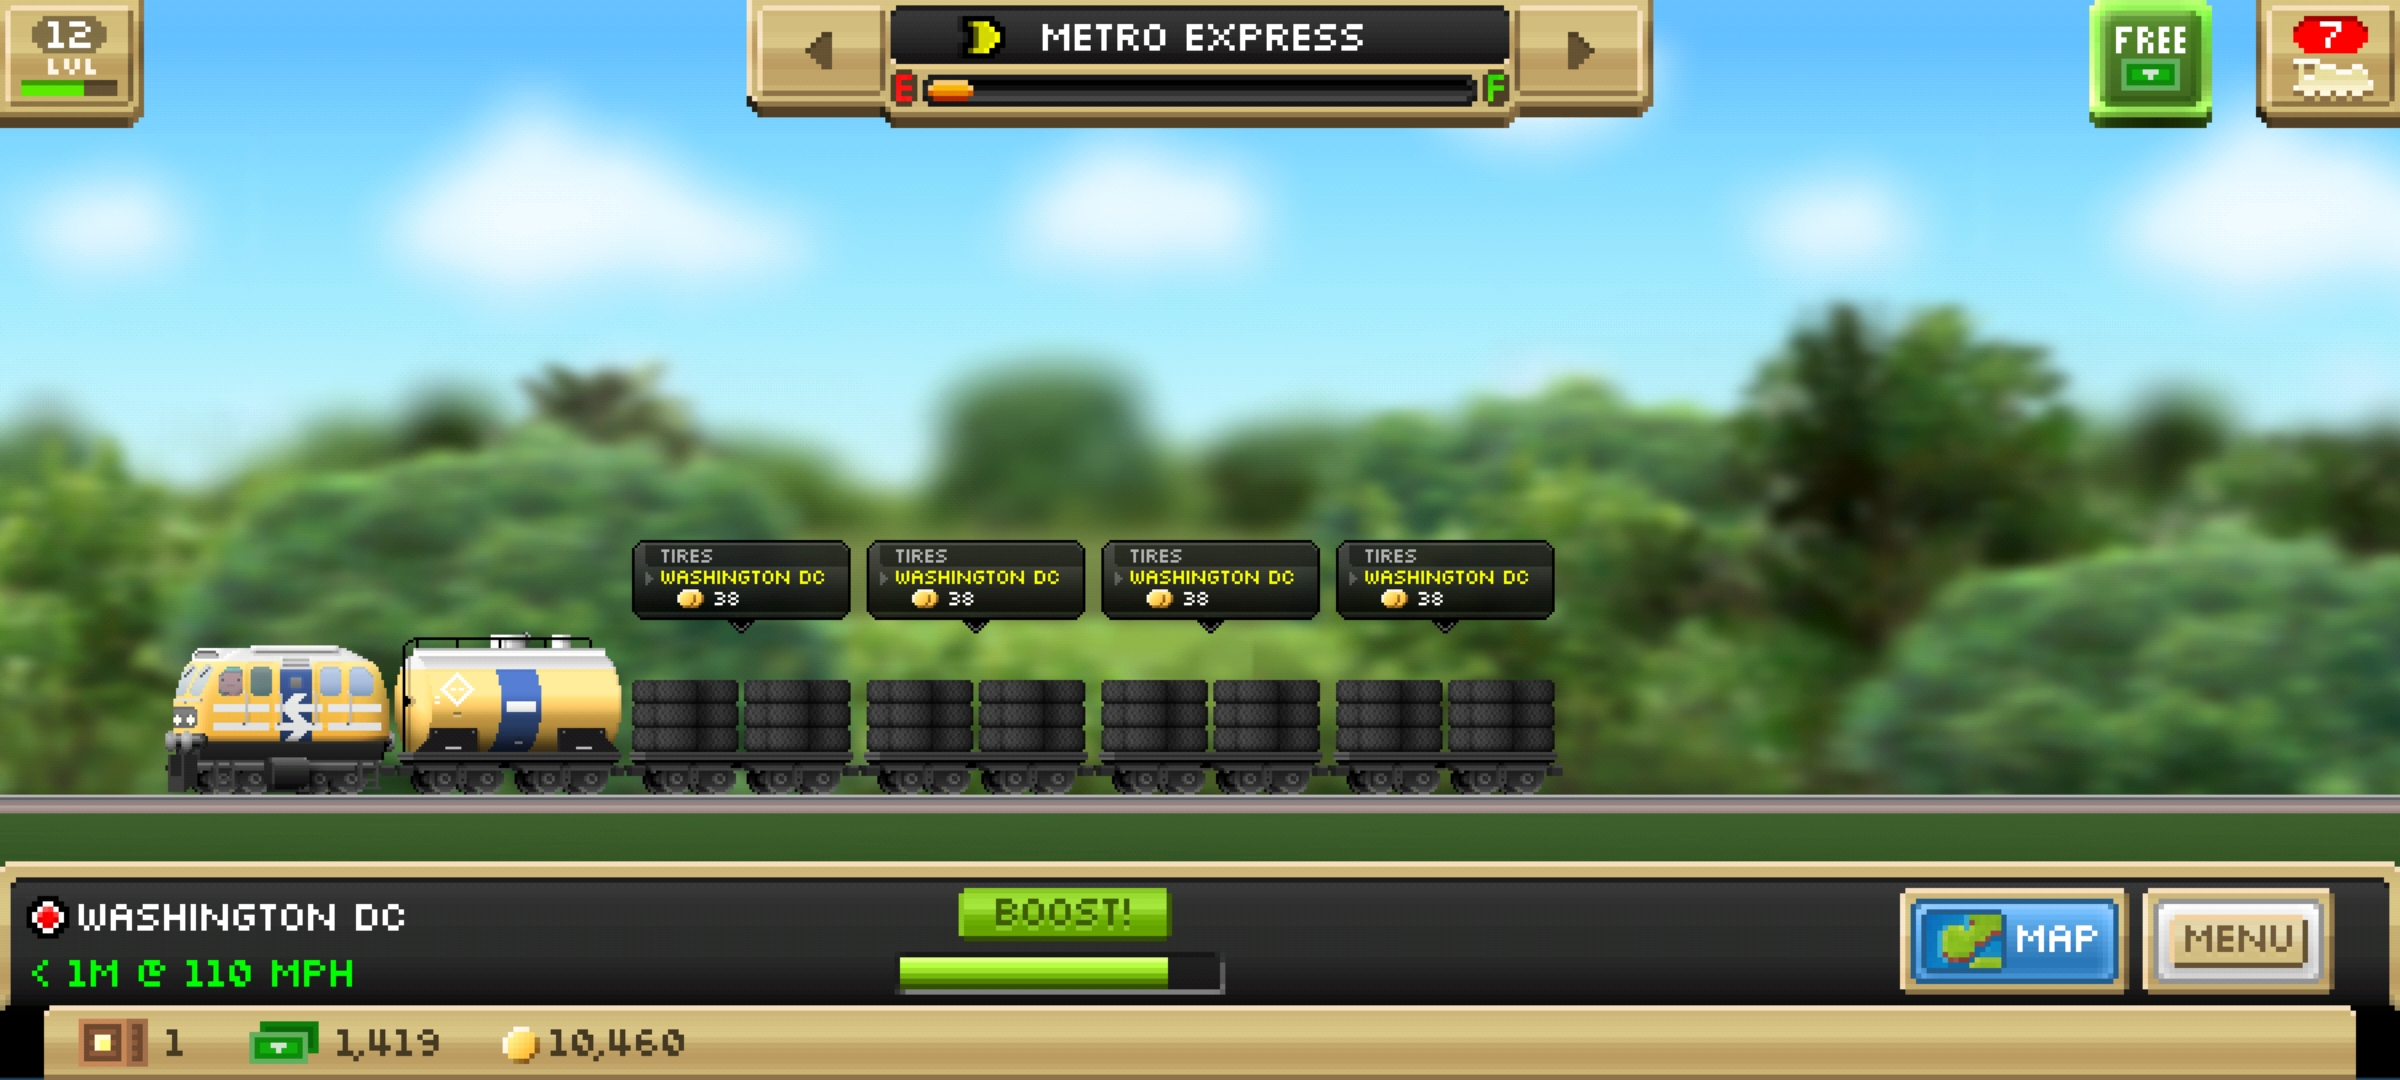 12
LVL
METRO EXPRESS
E F
FREE
7
TIRES
WASHINGTON DC
38
TIRES
WASHINGTON DC
38
TIRES
WASHINGTON DC
38
TIRES
WASHINGTON DC
38
WASHINGTON DC
< 1M @ 110 MPH
BOOST!
MAP
MENU
1
1,419
10,460